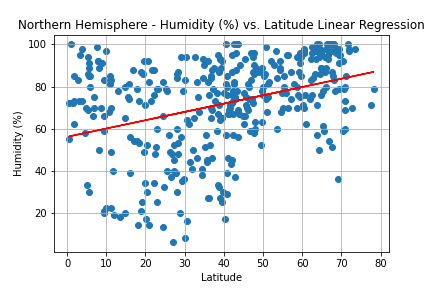 Northern Hemisphere - Humidity (%) vs. Latitude Linear Regression
100
80
60
40
20
Humidity (%)
0 10 20 30 40 50 60 70 80
Latitude